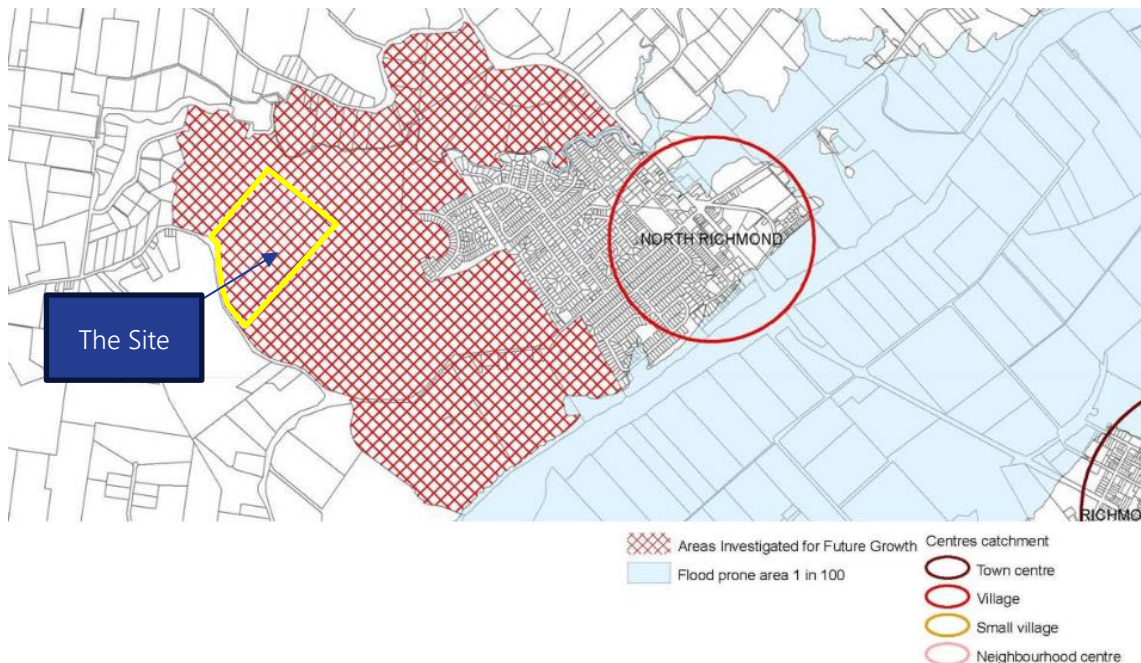 NORTH RICHMOND
The Site
RICHMO
Areas Investigated for Future Growth
Flood prone area 1 in 100
Centres catchment
Town centre
Village
Small village
Neighbourhood centre